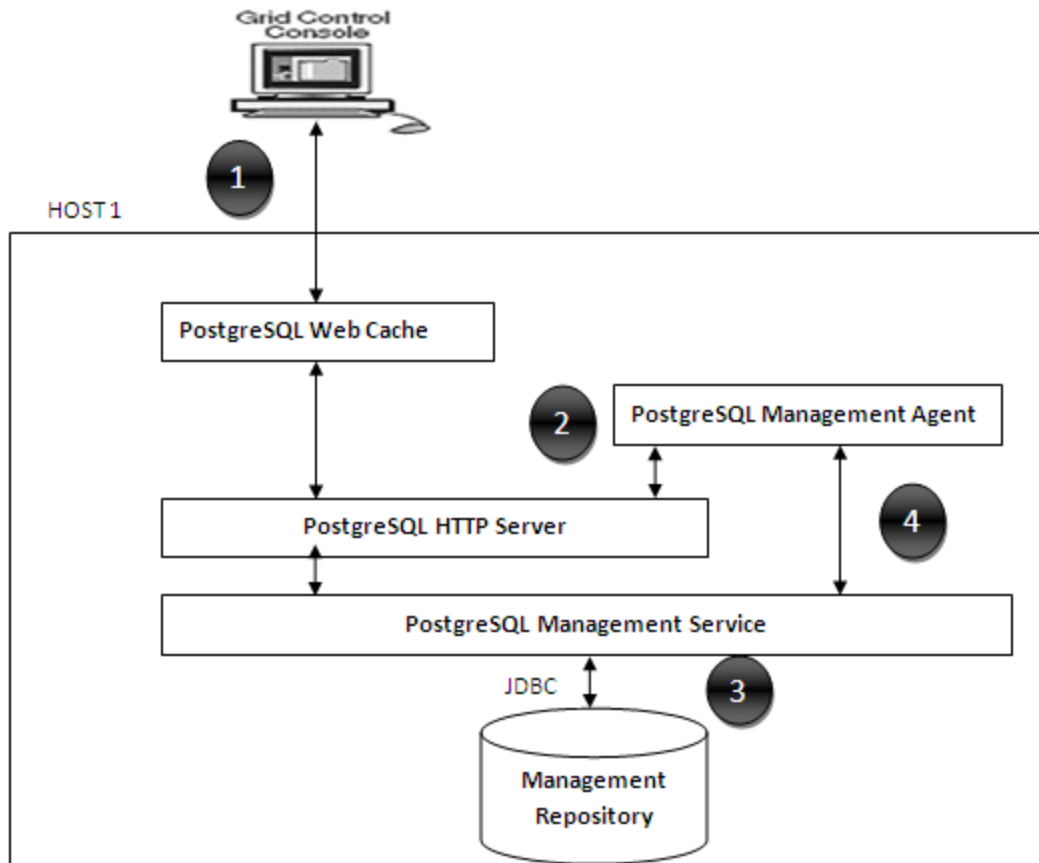 Grid Control
Console
1
HOST 1
PostgreSQL Web Cache
2
PostgreSQL Management Agent
PostgreSQL HTTP Server
4
PostgreSQL Management Service
JDBC
3
Management
Repository